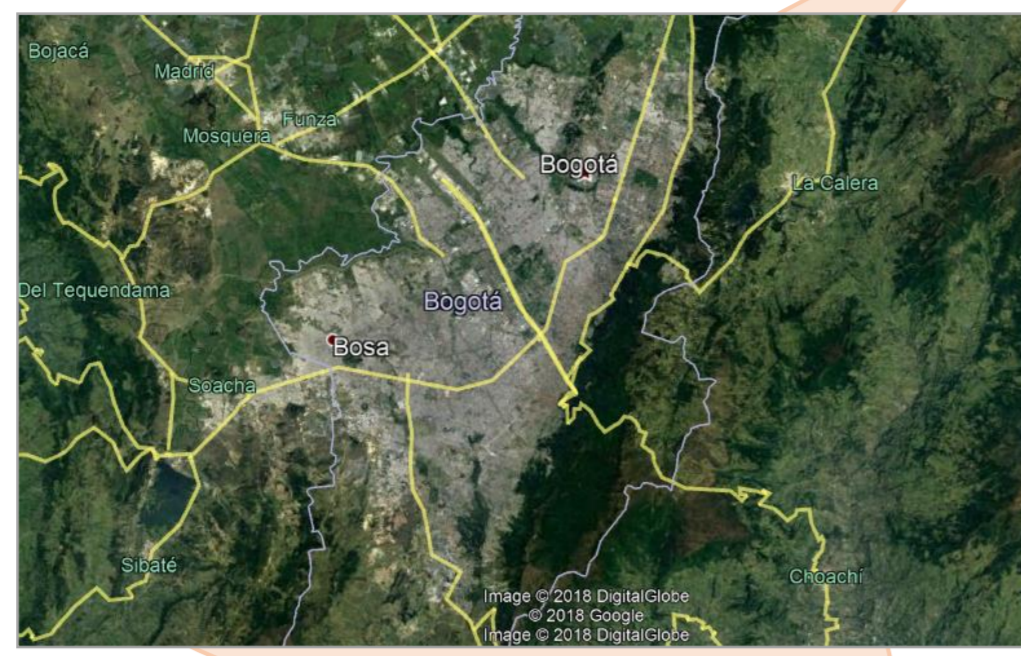 Bojacá
Madrid
Funza
Mosquera
Bogotá
La Calera
Del Tequendama
Bogotá
Bosa
Soacha
Sibaté
Choachí
Image © 2018 DigitalGlobe
© 2018 Google
Image © 2018 DigitalGlobe